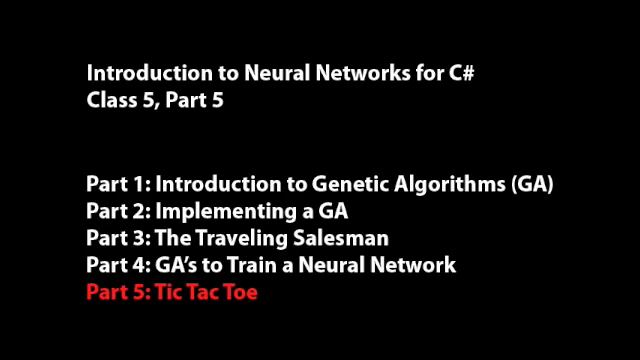 Introduction to Neural Networks for C#
Class 5, Part 5
Part 1: Introduction to Genetic Algorithms (GA)
Part 2: Implementing a GA
Part 3: The Traveling Salesman
Part 4: GA's to Train a Neural Network
Part 5: Tic Tac Toe